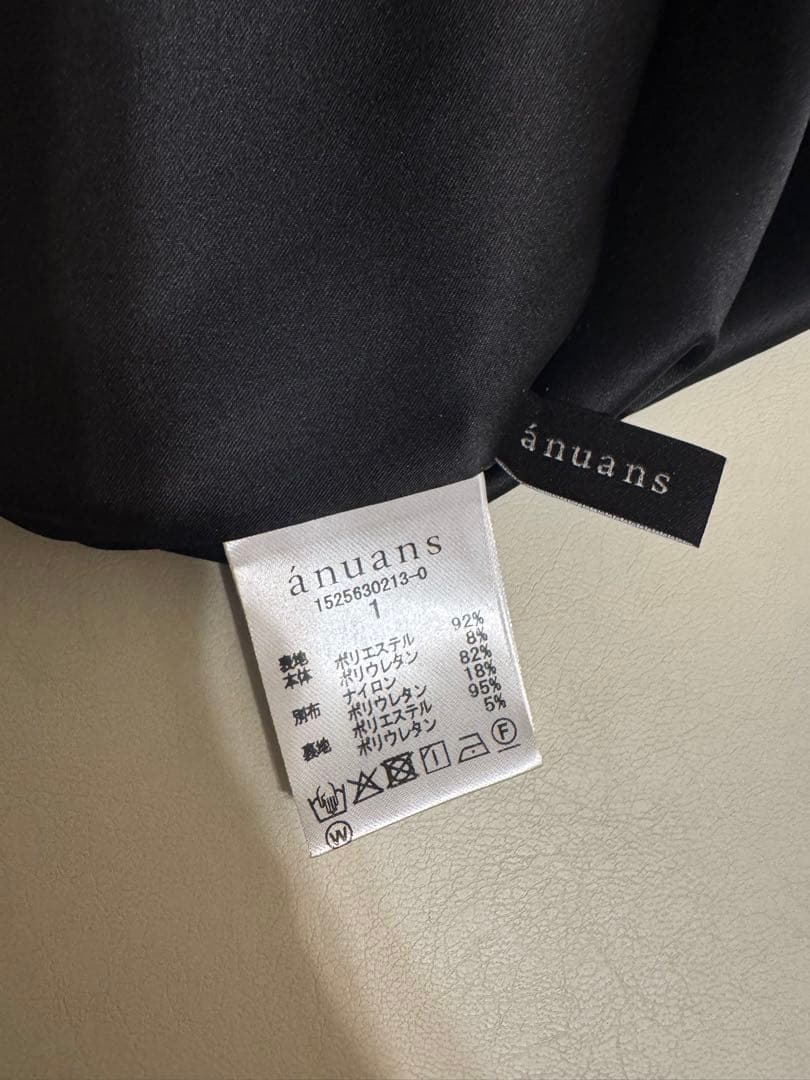 ánuans
ánuans
1525630213-0
1
表地 ポリエステル 92%
本体 ポリウレタン 8%
ナイロン 82%
別布 ポリウレタン 18%
ポリエステル 95%
裏地 ポリウレタン 5%
F
W